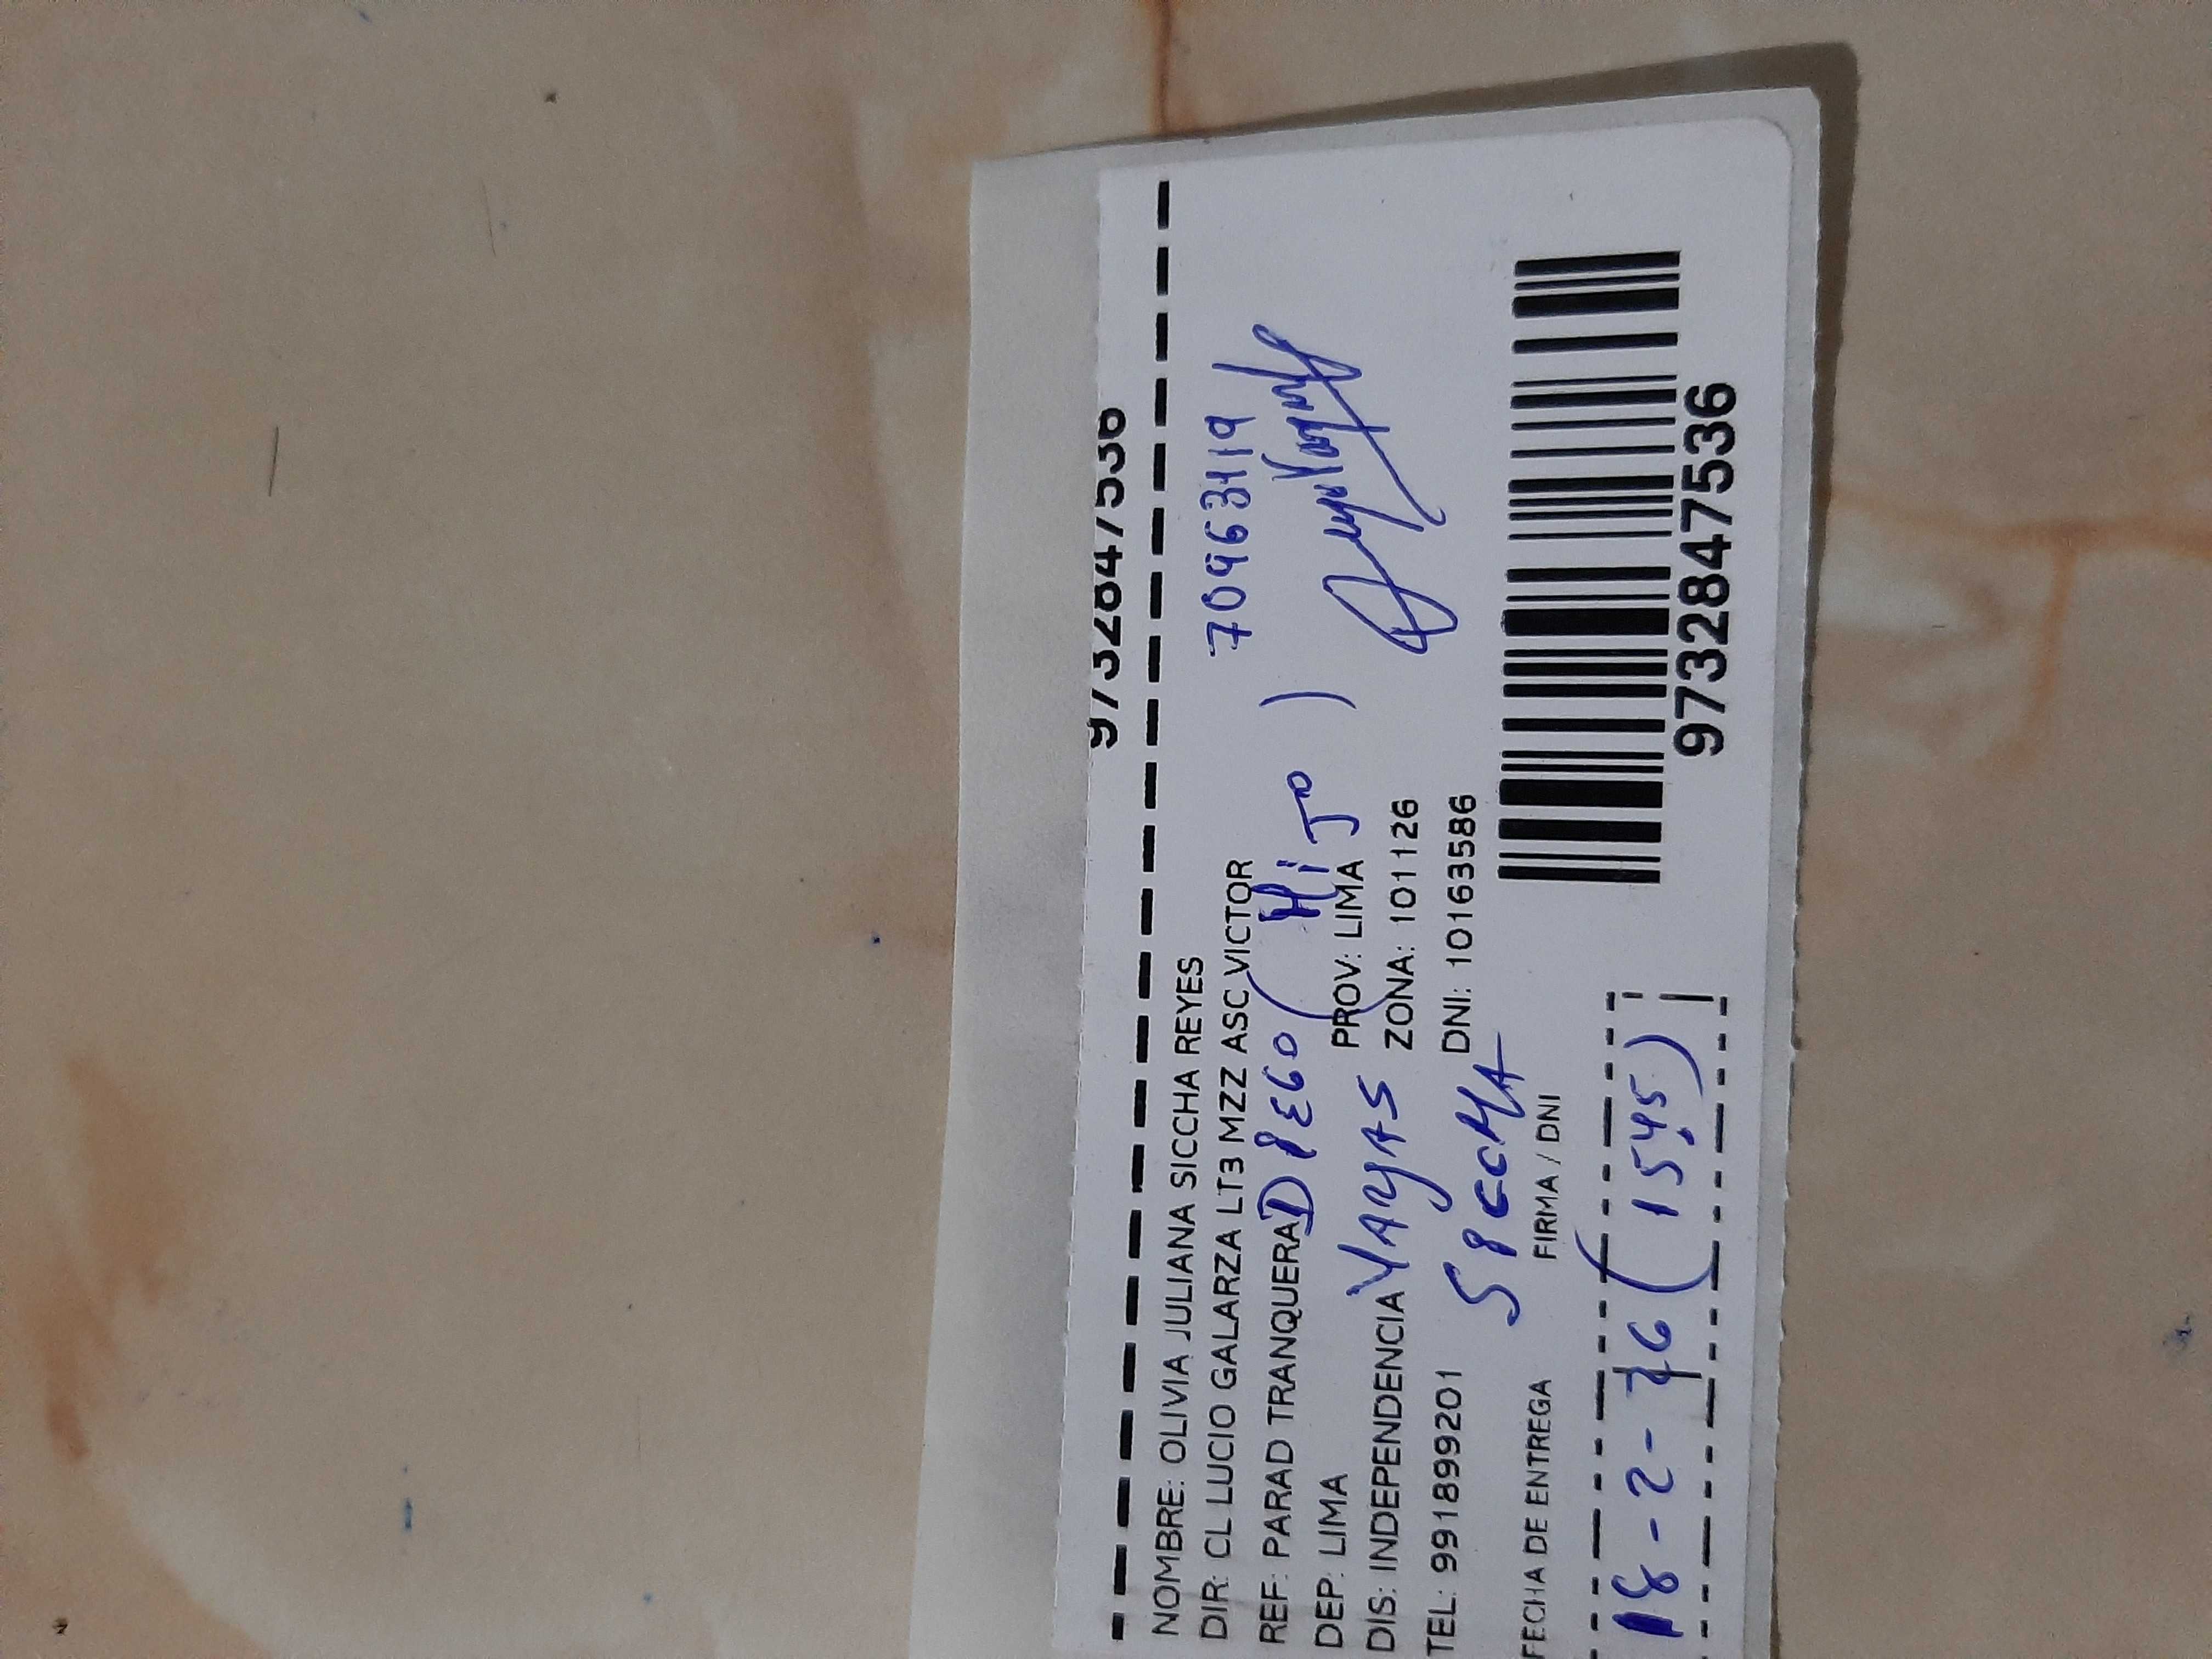 9732847536
NOMBRE: OLIVIA JULIANA SICCHA REYES
DIR: CL LUCIO GALARZA LT3 MZZ ASC VICTOR
70963119
REF: PARAD TRANQUERA DIEGO (HIJO)
DEP: LIMA PROV: LIMA
DIS: INDEPENDENCIA ZONA: 101126
TEL: 991899201 DNI: 10163586
SICCHA
FECHA DE ENTREGA FIRMA / DNI
18-2-26 (15:45)
9732847536